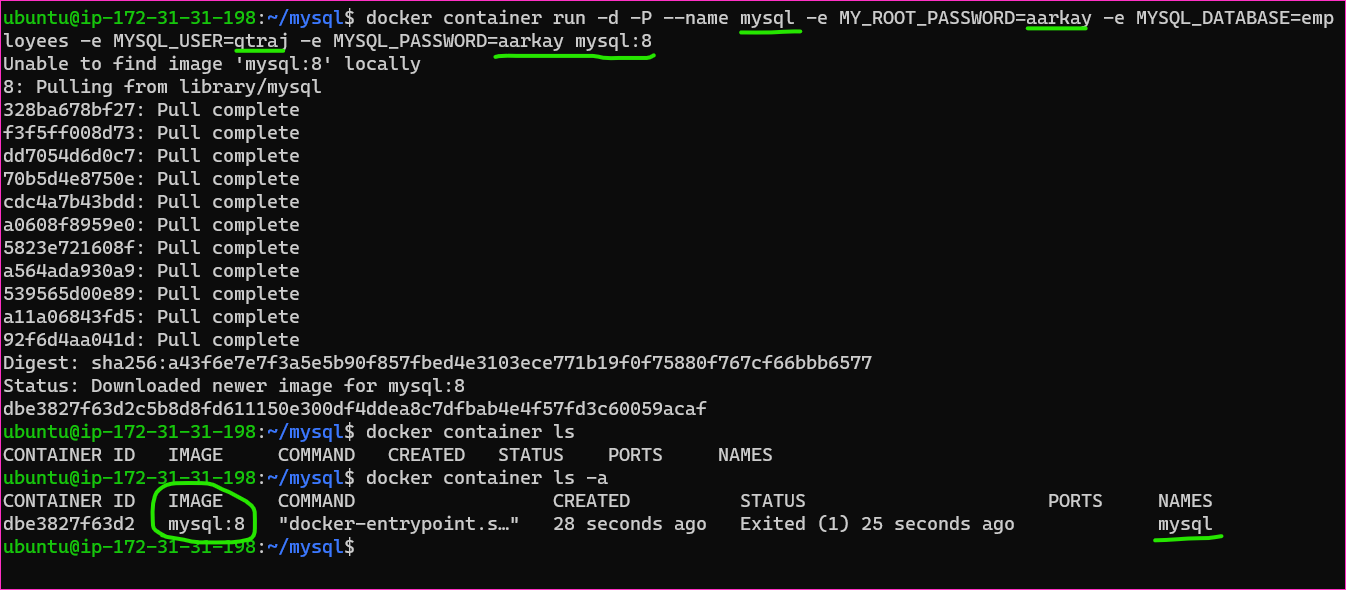 ubuntu@ip-172-31-31-198:~/mysql$ docker container run -d -P --name mysql -e MY_ROOT_PASSWORD=aarkay -e MYSQL_DATABASE=emp
loyees -e MYSQL_USER=qtraj -e MYSQL_PASSWORD=aarkay mysql:8
Unable to find image 'mysql:8' locally
8: Pulling from library/mysql
328ba678bf27: Pull complete
f3f5ff008d73: Pull complete
dd7054d6d0c7: Pull complete
70b5d4e8750e: Pull complete
cdc4a7b43bdd: Pull complete
a0608f8959e0: Pull complete
5823e721608f: Pull complete
a564ada930a9: Pull complete
539565d00e89: Pull complete
a11a06843fd5: Pull complete
92f6d4aa041d: Pull complete
Digest: sha256:a43f6e7e7f3a5e5b90f857fbed4e3103ece771b19f0f75880f767cf66bbb6577
Status: Downloaded newer image for mysql:8
dbe3827f63d2c5b8d8fd611150e300df4ddea8c7dfbab4e4f57fd3c60059acaf
ubuntu@ip-172-31-31-198:~/mysql$ docker container ls
CONTAINER ID   IMAGE     COMMAND   CREATED   STATUS    PORTS     NAMES
ubuntu@ip-172-31-31-198:~/mysql$ docker container ls -a
CONTAINER ID   IMAGE     COMMAND                  CREATED          STATUS                      PORTS     NAMES
dbe3827f63d2   mysql:8   "docker-entrypoint.s…"   28 seconds ago   Exited (1) 25 seconds ago             mysql
ubuntu@ip-172-31-31-198:~/mysql$